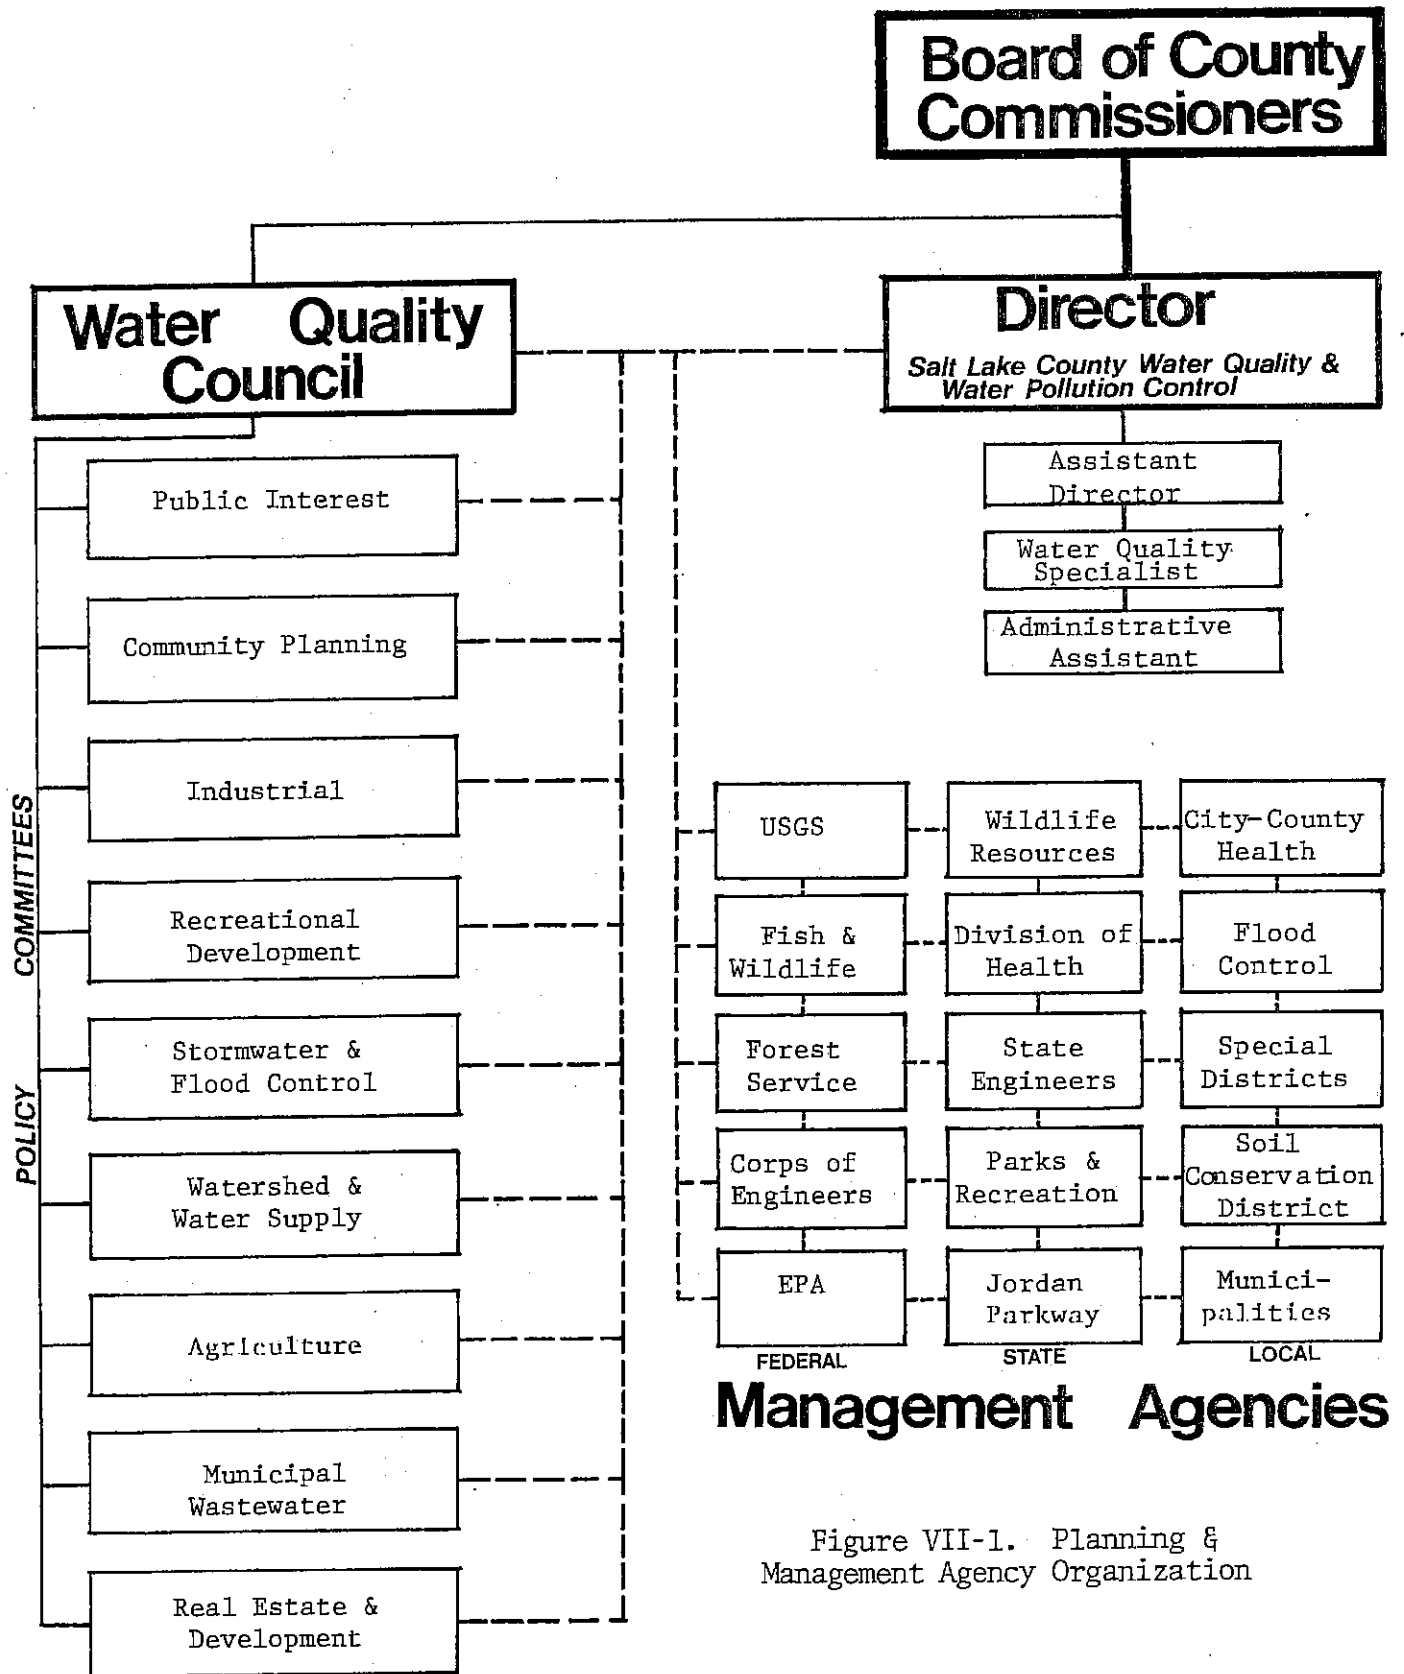 Board of County
Commissioners
Water Quality
Council
Director
Salt Lake County Water Quality &
Water Pollution Control
Assistant
Director
Water Quality
Specialist
Administrative
Assistant
POLICY COMMITTEES
Public Interest
Community Planning
Industrial
Recreational
Development
Stormwater &
Flood Control
Watershed &
Water Supply
Agriculture
Municipal
Wastewater
Real Estate &
Development
USGS
Wildlife
Resources
City-County
Health
Fish &
Wildlife
Division of
Health
Flood
Control
Forest
Service
State
Engineers
Special
Districts
Corps of
Engineers
Parks &
Recreation
Soil
Conservation
District
EPA
Jordan
Parkway
Munici-
palities
FEDERAL
STATE
LOCAL
Management Agencies
Figure VII-1. Planning &
Management Agency Organization